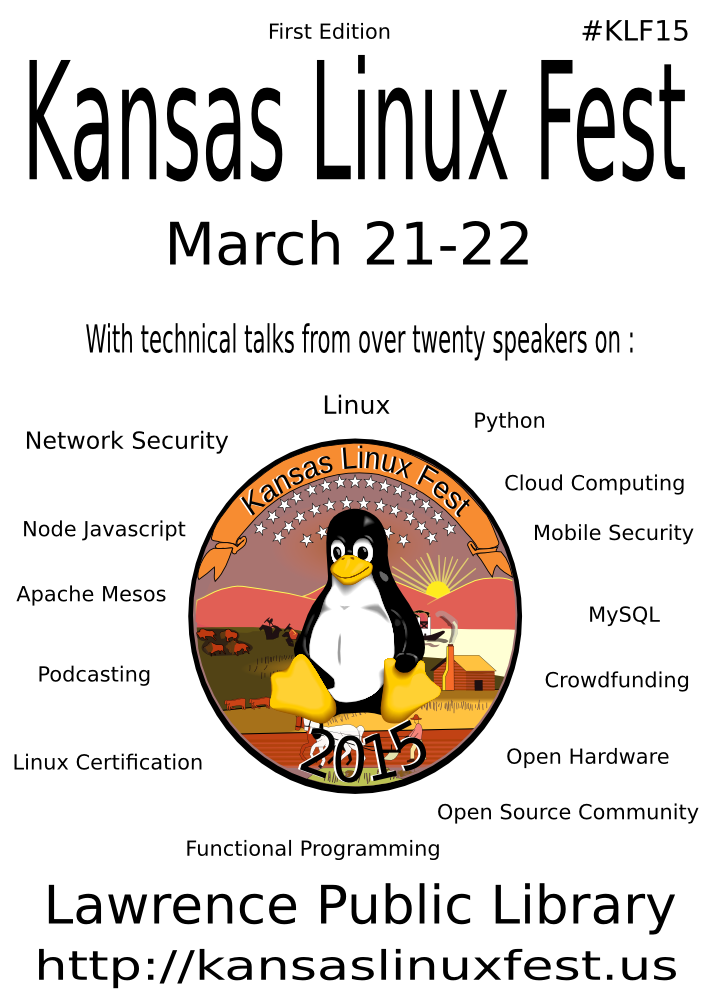 First Edition
#KLF15
Kansas Linux Fest
March 21-22
With technical talks from over twenty speakers on :
Linux
Python
Network Security
Kansas Linux Fest
Cloud Computing
Node Javascript
Mobile Security
Apache Mesos
MySQL
Podcasting
Crowdfunding
2015
Linux Certification
Open Hardware
Open Source Community
Functional Programming
Lawrence Public Library
http://kansaslinuxfest.us